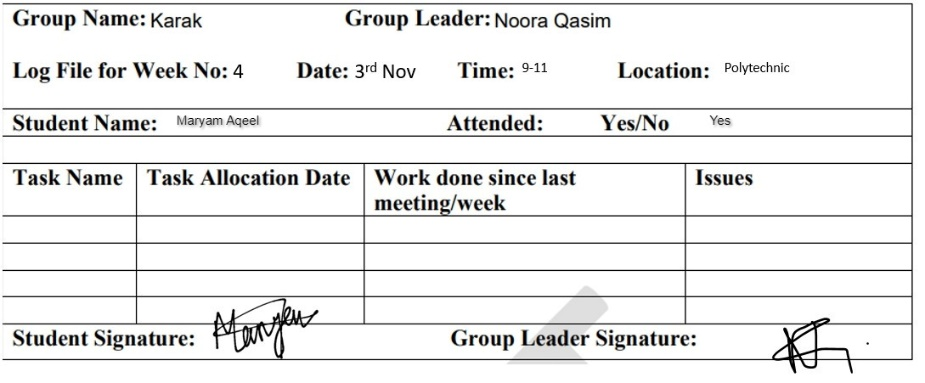 Group Name: Karak Group Leader: Noora Qasim
Log File for Week No: 4 Date: 3rd Nov Time: 9-11 Location: Polytechnic
Student Name: Maryam Aqeel Attended: Yes/No Yes
Task Name Task Allocation Date Work done since last meeting/week Issues
Student Signature: Maryam Group Leader Signature: